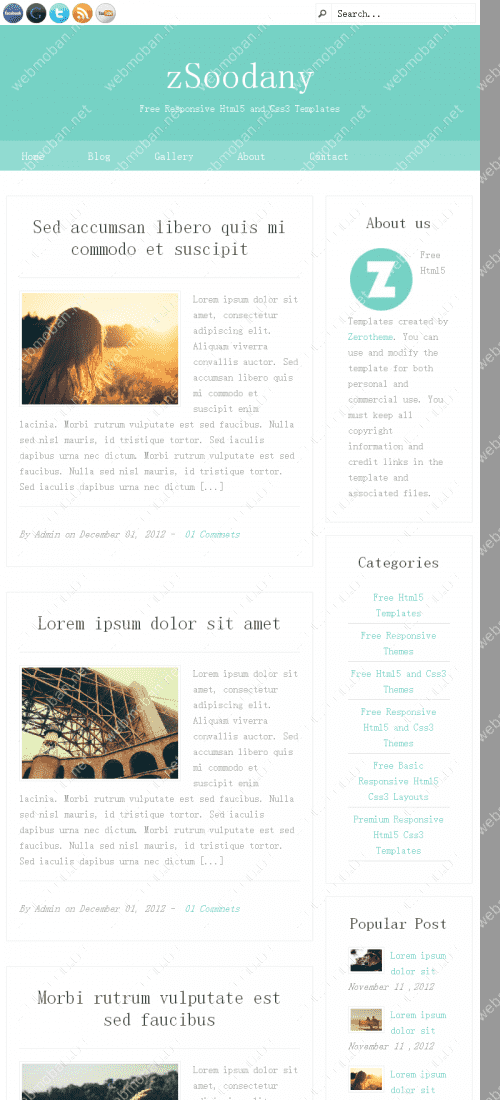 Search...
zSoodany
Free Responsive Html5 and Css3 Templates
Home Blog Gallery About Contact
Sed accumsan libero quis mi
commodo et suscipit
Lorem ipsum dolor sit
amet, consectetur
adipiscing elit.
Aliquam viverra
convallis auctor. Sed
accumsan libero quis
mi commodo et
suscipit enim
lacinia. Morbi rutrum vulputate est sed faucibus. Nulla
sed nisl mauris, id tristique tortor. Sed iaculis
dapibus urna nec dictum. Morbi rutrum vulputate est sed
faucibus. Nulla sed nisl mauris, id tristique tortor.
Sed iaculis dapibus urna nec dictum [...]
By Admin on December 01, 2012 - 01 Commnets
Lorem ipsum dolor sit amet
Lorem ipsum dolor sit
amet, consectetur
adipiscing elit.
Aliquam viverra
convallis auctor. Sed
accumsan libero quis
mi commodo et
suscipit enim
lacinia. Morbi rutrum vulputate est sed faucibus. Nulla
sed nisl mauris, id tristique tortor. Sed iaculis
dapibus urna nec dictum. Morbi rutrum vulputate est sed
faucibus. Nulla sed nisl mauris, id tristique tortor.
Sed iaculis dapibus urna nec dictum [...]
By Admin on December 01, 2012 - 01 Commnets
Morbi rutrum vulputate est
sed faucibus
Lorem ipsum dolor sit
amet, consectetur
About us
Z
Free
Html5
Templates created by
Zerotheme. You can
use and modify the
template for both
personal and
commercial use. You
must keep all
copyright
information and
credit links in the
template and
associated files.
Categories
Free Html5
Templates
Free Responsive
Themes
Free Html5 and Css3
Themes
Free Responsive
Html5 and Css3
Themes
Free Basic
Responsive Html5
Css3 Layouts
Premium Responsive
Html5 Css3
Templates
Popular Post
Lorem ipsum
dolor sit
November 11 ,2012
Lorem ipsum
dolor sit
November 11 ,2012
Lorem ipsum
dolor sit
webmoban.net